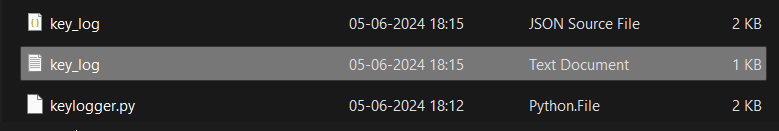 key_log 05-06-2024 18:15 JSON Source File 2 KB
key_log 05-06-2024 18:15 Text Document 1 KB
keylogger.py 05-06-2024 18:12 Python.File 2 KB